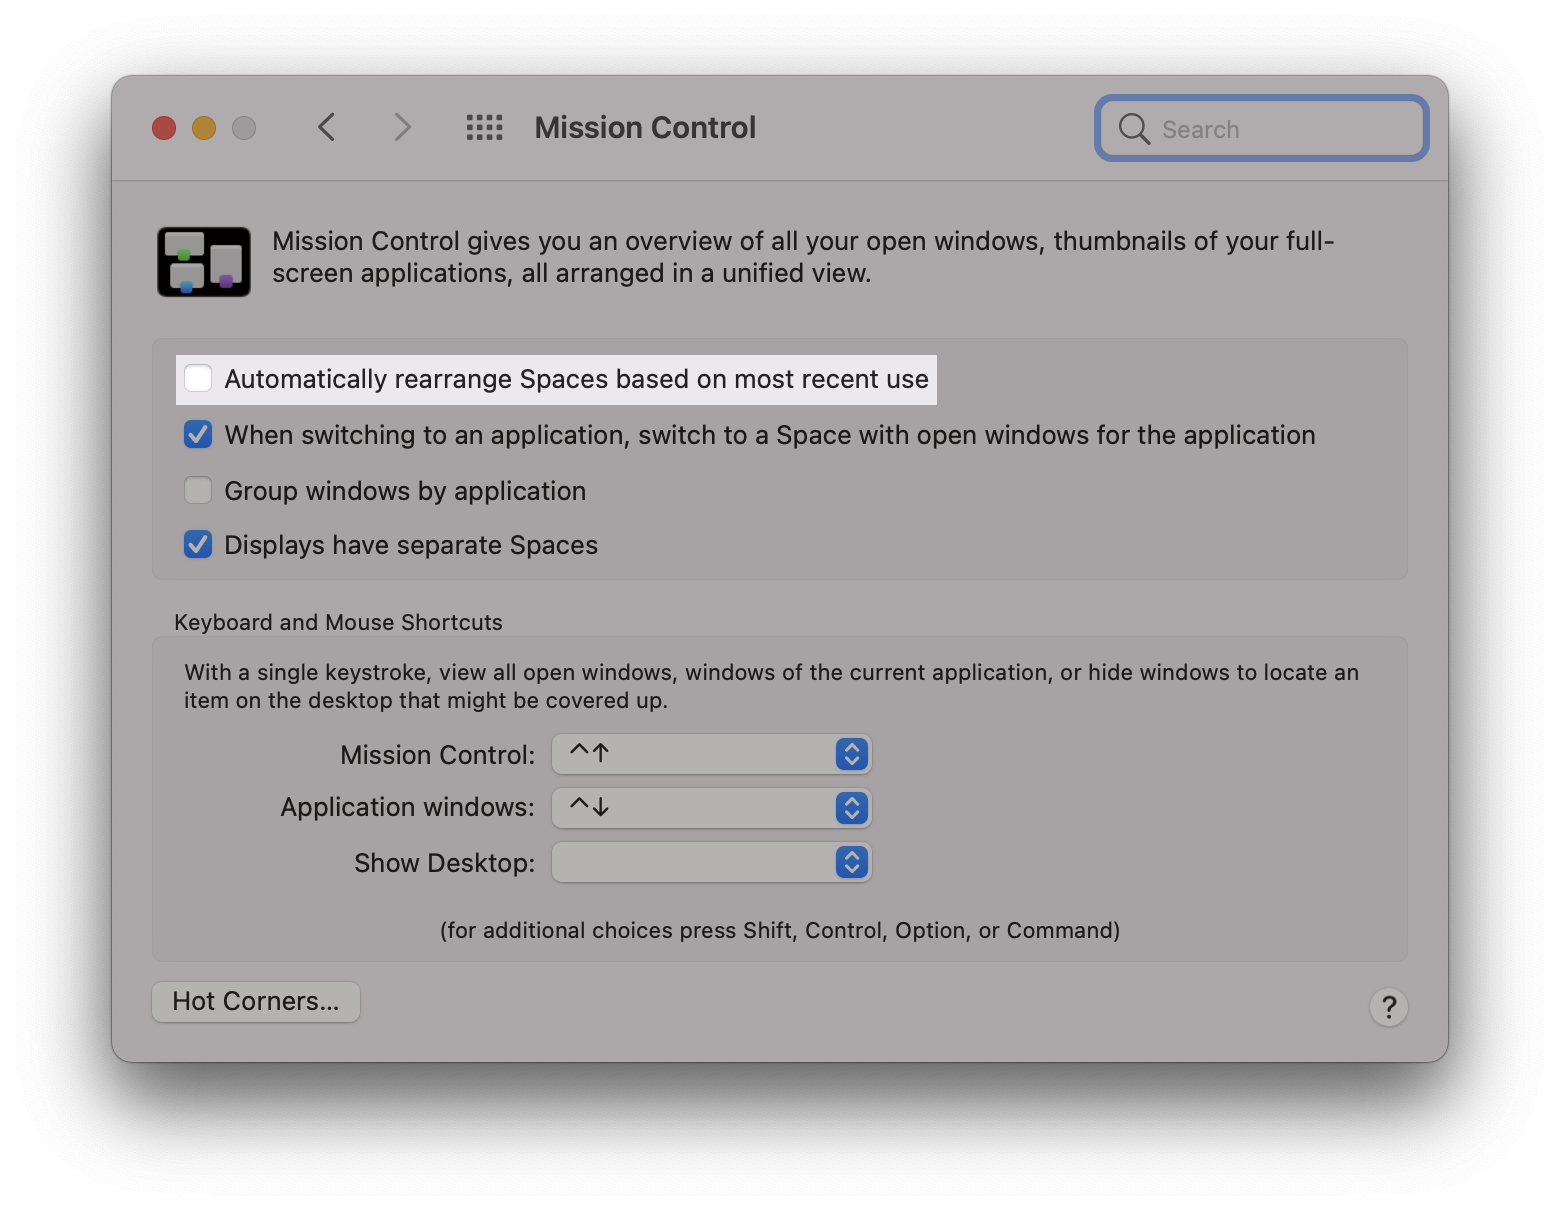 Mission Control
Search
Mission Control gives you an overview of all your open windows, thumbnails of your full-
screen applications, all arranged in a unified view.
Automatically rearrange Spaces based on most recent use
When switching to an application, switch to a Space with open windows for the application
Group windows by application
Displays have separate Spaces
Keyboard and Mouse Shortcuts
With a single keystroke, view all open windows, windows of the current application, or hide windows to locate an
item on the desktop that might be covered up.
Mission Control: ^↑
Application windows: ^↓
Show Desktop:
(for additional choices press Shift, Control, Option, or Command)
Hot Corners...
?